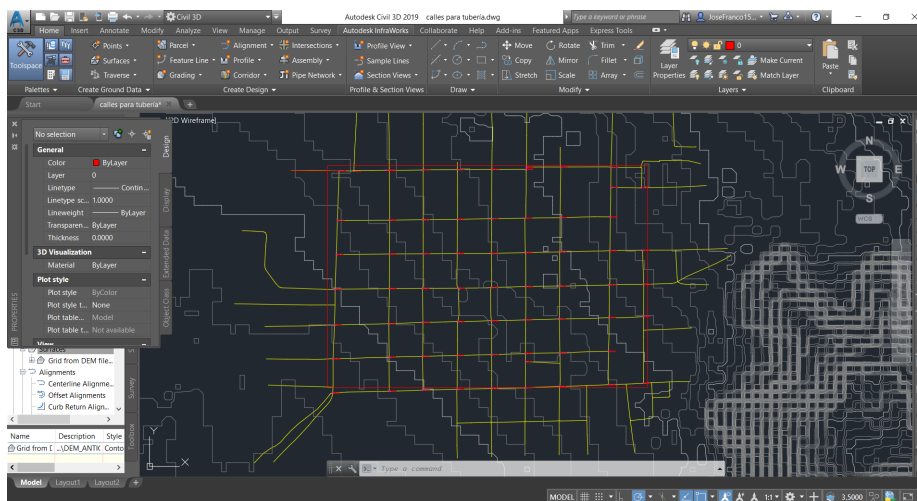 Civil 3D
Autodesk Civil 3D 2019 calles para tubería.dwg
Type a keyword or phrase
JoseFranco15...
C3D
Home Insert Annotate Modify Analyze View Manage Output Survey Autodesk InfraWorks Collaborate Help Add-ins Featured Apps Express Tools
Toolspace
Points
Surfaces
Traverse
Parcel
Feature Line
Grading
Alignment
Profile
Corridor
Intersections
Assembly
Pipe Network
Profile View
Sample Lines
Section Views
Move
Copy
Stretch
Rotate
Mirror
Scale
Trim
Fillet
Array
Layer
Properties
0
Make Current
Match Layer
Paste
Palettes
Create Ground Data
Create Design
Profile & Section Views
Draw
Modify
Layers
Clipboard
Start
calles para tubería*
2D Wireframe]
No selection
General
Color ByLayer
Layer 0
Linetype Contin...
Linetype sc... 1.0000
Lineweight ByLayer
Transparen... ByLayer
Thickness 0.0000
3D Visualization
Material ByLayer
Plot style
Plot style ByColor
Plot style t... None
Plot table... Model
Plot table t... Not available
View
PROPERTIES
Design
Display
Extended Data
Object Class
Surfaces
Grid from DEM file...
Alignments
Centerline Alignme...
Offset Alignments
Curb Return Align...
Survey
Toolbox
Name Description Style
Grid from [ ...\DEM_ANTIK Conto
N
W TOP E
S
WCS
Y
X
Type a command
Model Layout1 Layout2 +
MODEL
1:1
3.5000